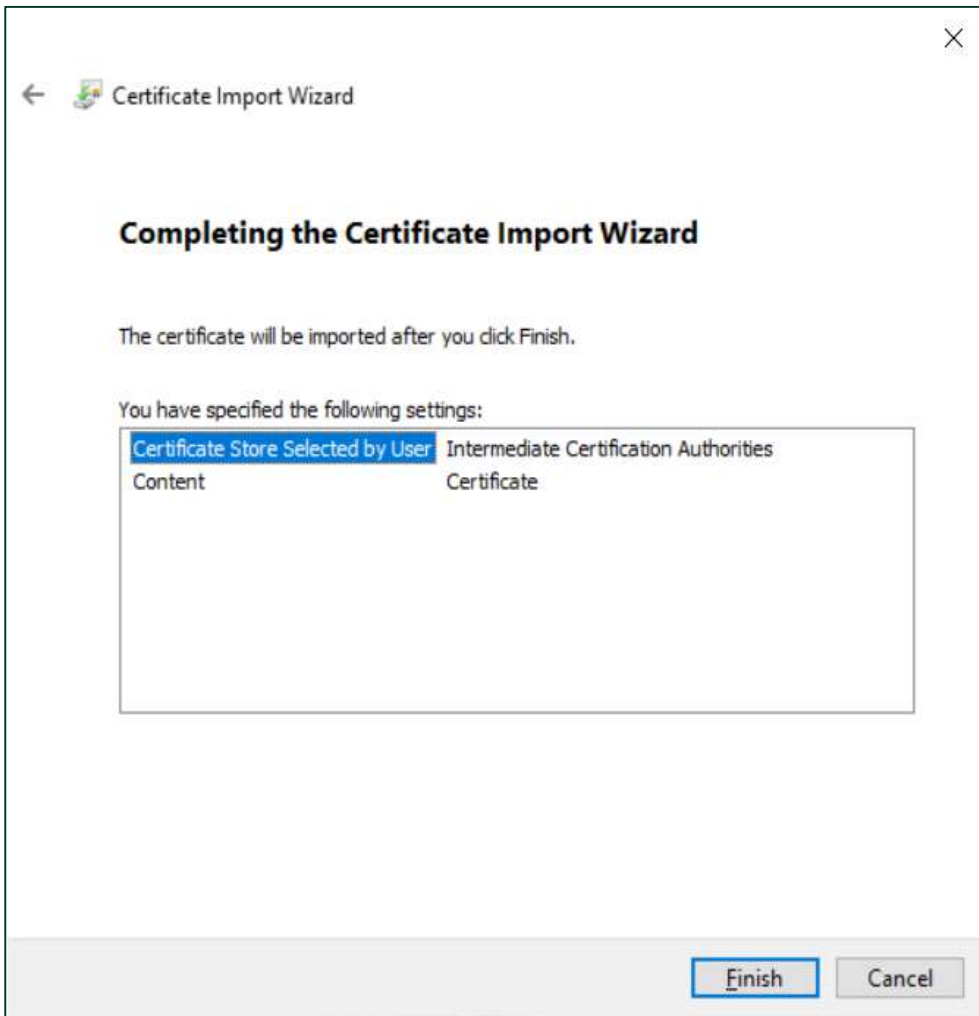 Certificate Import Wizard
Completing the Certificate Import Wizard
The certificate will be imported after you click Finish.
You have specified the following settings:
Certificate Store Selected by User Intermediate Certification Authorities
Content Certificate
Finish Cancel